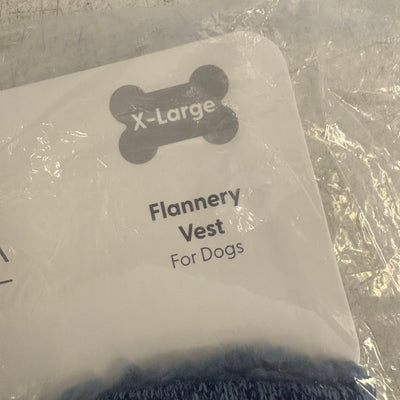 X-Large
Flannery
Vest
For Dogs